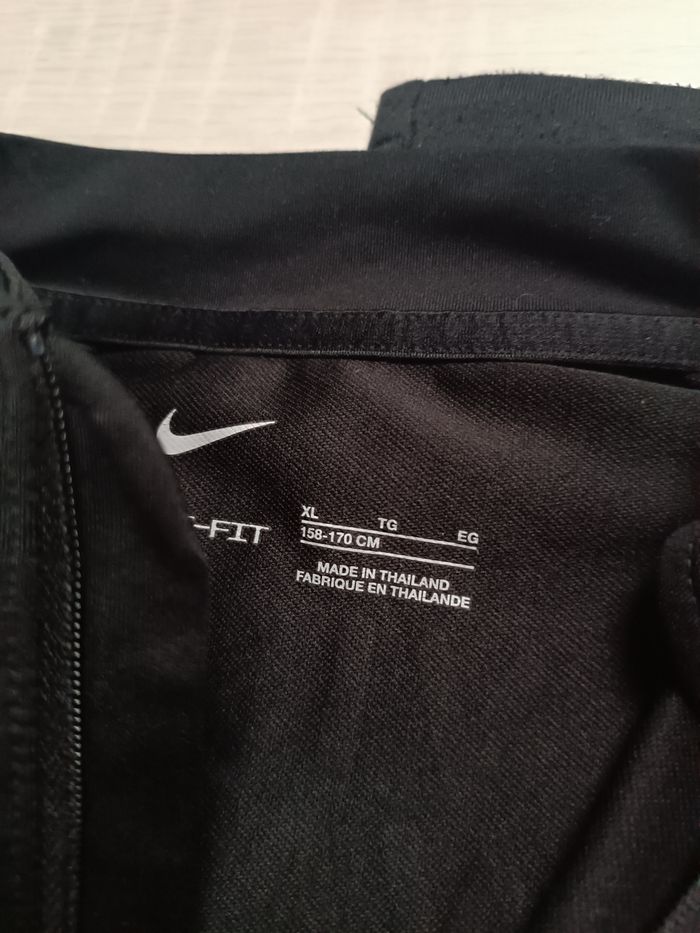 -FIT
XL TG EG
158-170 CM
MADE IN THAILAND
FABRIQUE EN THAILANDE